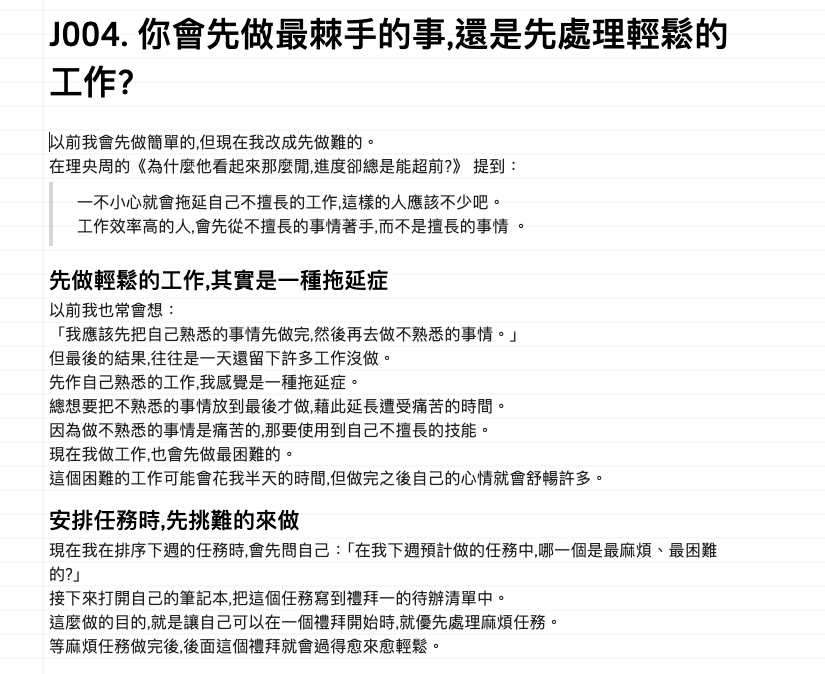 J004. 你會先做最棘手的事,還是先處理輕鬆的
工作?
以前我會先做簡單的,但現在我改成先做難的。
在理央周的《為什麼他看起來那麼閒,進度卻總是能超前?》 提到：
一不小心就會拖延自己不擅長的工作,這樣的人應該不少吧。
工作效率高的人,會先從不擅長的事情著手,而不是擅長的事情 。
先做輕鬆的工作,其實是一種拖延症
以前我也常會想：
「我應該先把自己熟悉的事情先做完,然後再去做不熟悉的事情。」
但最後的結果,往往是一天還留下許多工作沒做。
先作自己熟悉的工作,我感覺是一種拖延症。
總想要把不熟悉的事情放到最後才做,藉此延長遭受痛苦的時間。
因為做不熟悉的事情是痛苦的,那要使用到自己不擅長的技能。
現在我做工作,也會先做最困難的。
這個困難的工作可能會花我半天的時間,但做完之後自己的心情就會舒暢許多。
安排任務時,先挑難的來做
現在我在排序下週的任務時,會先問自己：「在我下週預計做的任務中,哪一個是最麻煩、最困難
的?」
接下來打開自己的筆記本,把這個任務寫到禮拜一的待辦清單中。
這麼做的目的,就是讓自己可以在一個禮拜開始時,就優先處理麻煩任務。
等麻煩任務做完後,後面這個禮拜就會過得愈來愈輕鬆。